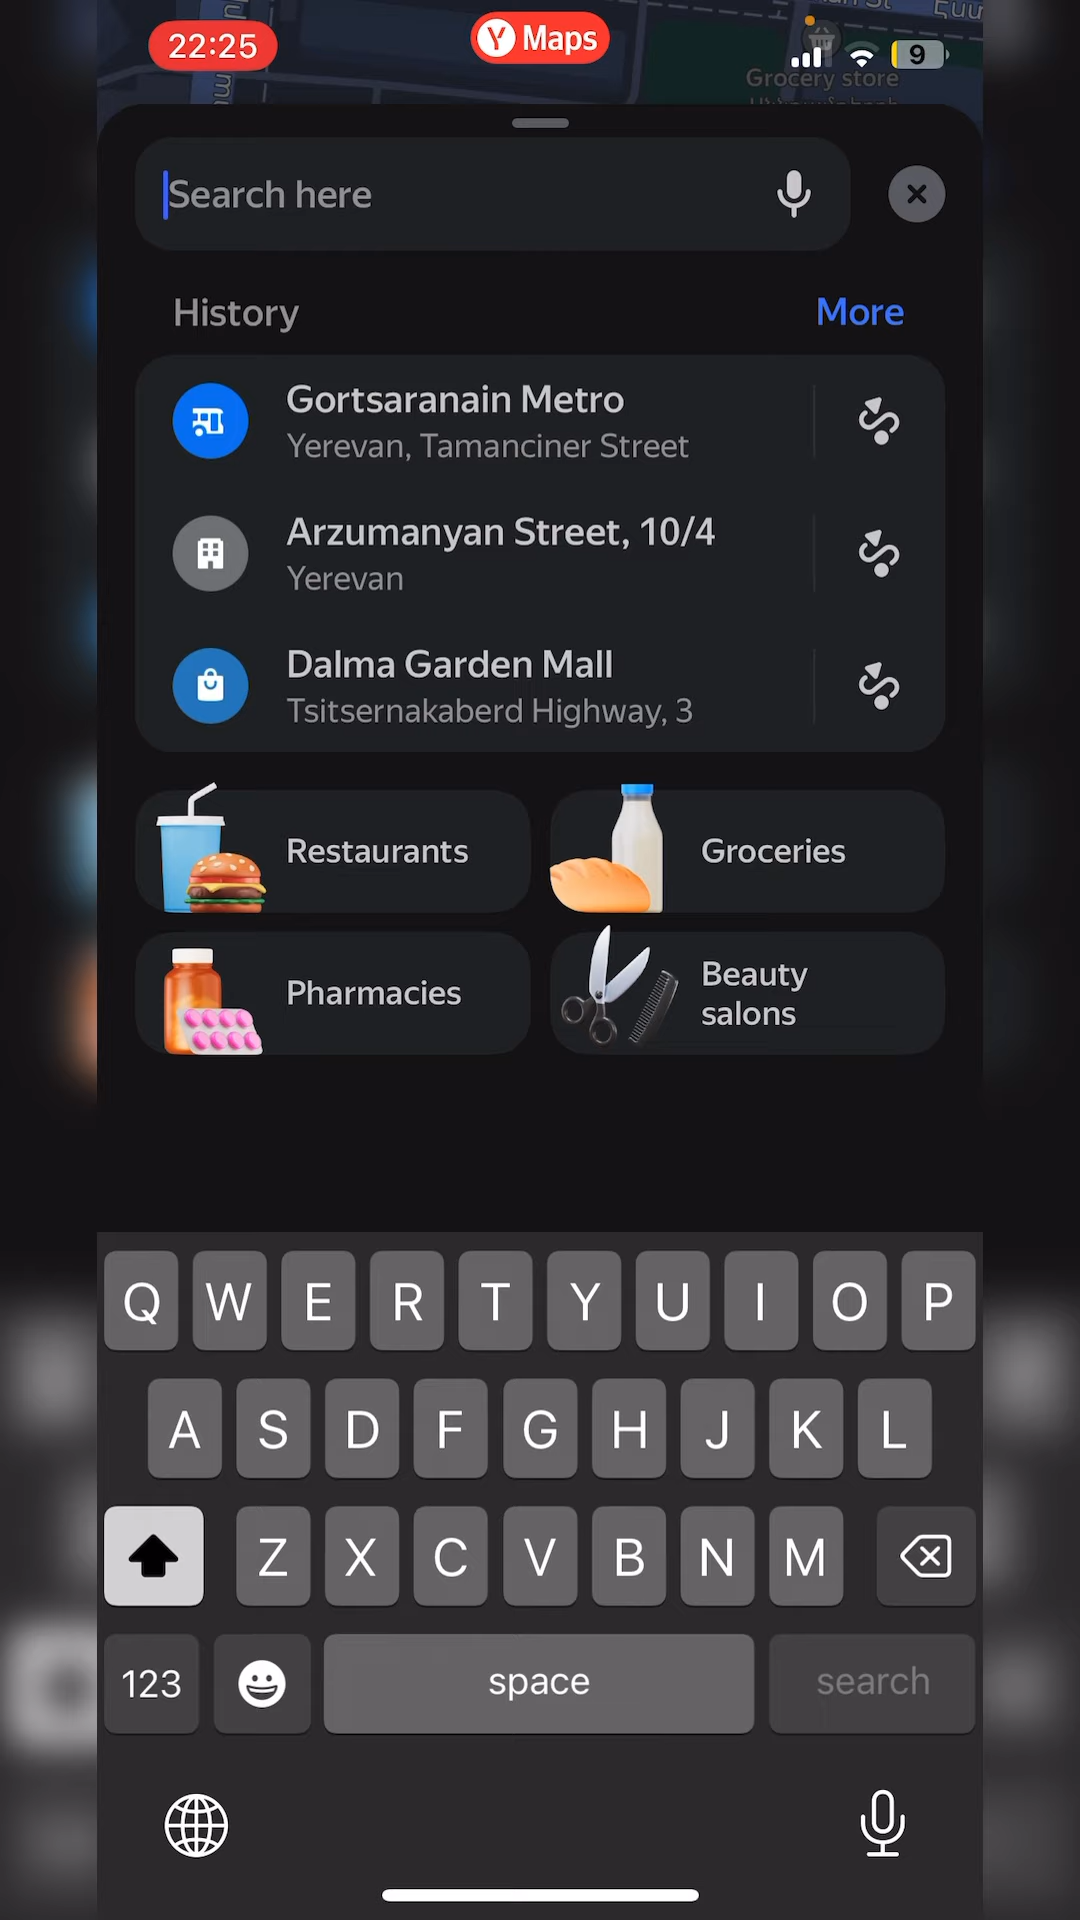 22:25
Y Maps
9
Grocery store
Search here
History
More
Gortsaranain Metro
Yerevan, Tamanciner Street
Arzumanyan Street, 10/4
Yerevan
Dalma Garden Mall
Tsitsernakaberd Highway, 3
Restaurants
Groceries
Pharmacies
Beauty
salons
Q W E R T Y U I O P
A S D F G H J K L
Z X C V B N M
123
space
search